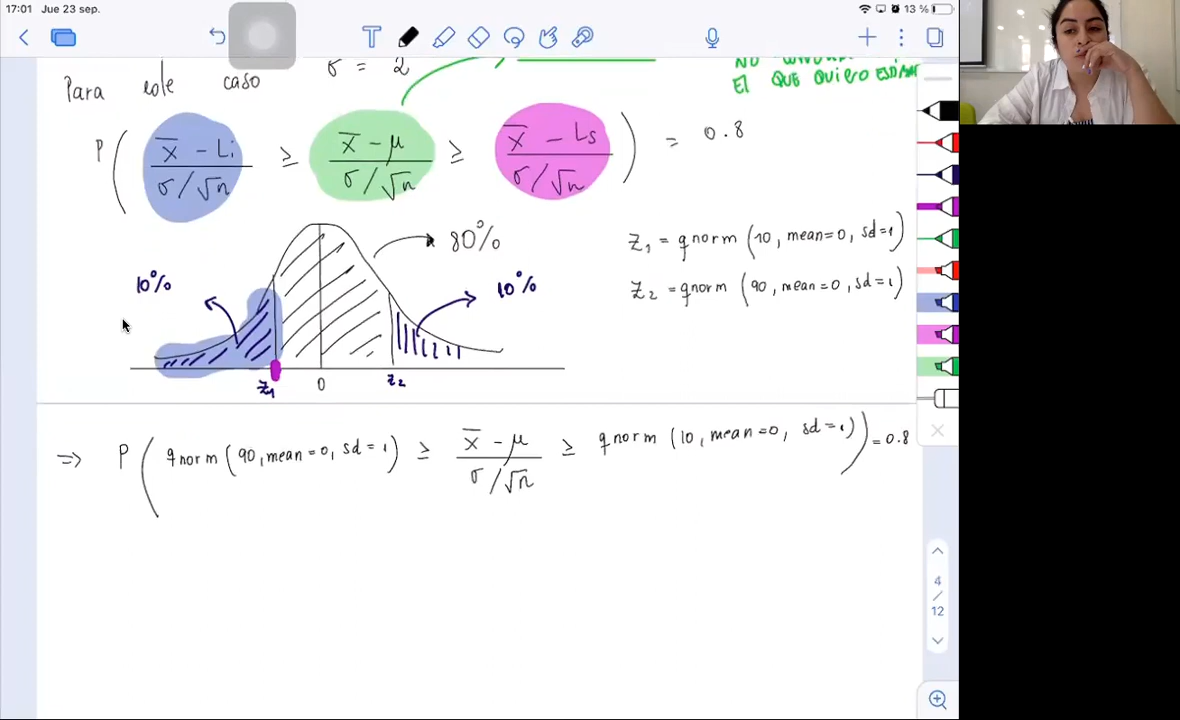 17:01 Jue 23 sep.
13 %
T
σ = 2
Para este caso
EL QUE QUIERO ESTIMAR
P ( x̄ - Li / σ/√n ≥ x̄ - μ / σ/√n ≥ x̄ - Ls / σ/√n ) = 0.8
80%
10%
10%
z1 0 z2
z1 = qnorm (10, mean=0, sd=1)
z2 = qnorm (90, mean=0, sd=1)
=> P ( qnorm (90, mean=0, sd=1) ≥ x̄ - μ / σ/√n ≥ qnorm (10, mean=0, sd=1) ) = 0.8
4
/
12